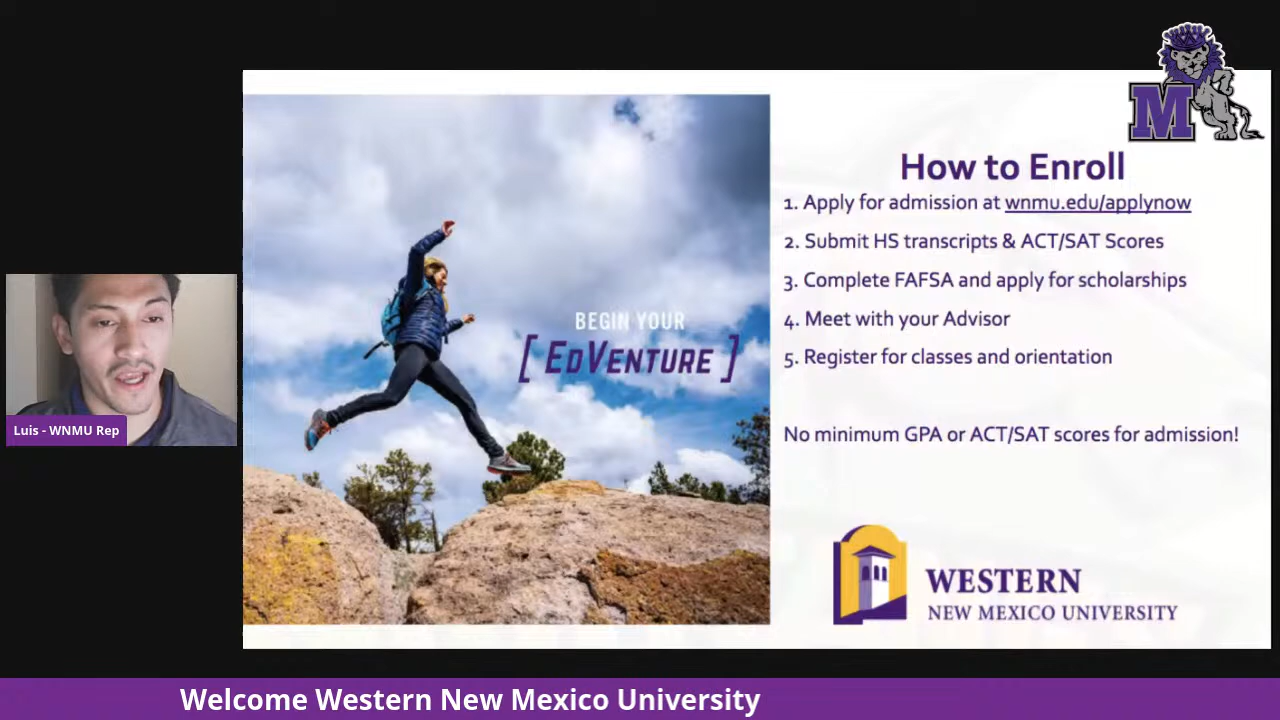 M
How to Enroll
1. Apply for admission at wnmu.edu/applynow
2. Submit HS transcripts & ACT/SAT Scores
3. Complete FAFSA and apply for scholarships
4. Meet with your Advisor
5. Register for classes and orientation
No minimum GPA or ACT/SAT scores for admission!
BEGIN YOUR
[ EDVENTURE ]
Luis - WNMU Rep
WESTERN
NEW MEXICO UNIVERSITY
Welcome Western New Mexico University